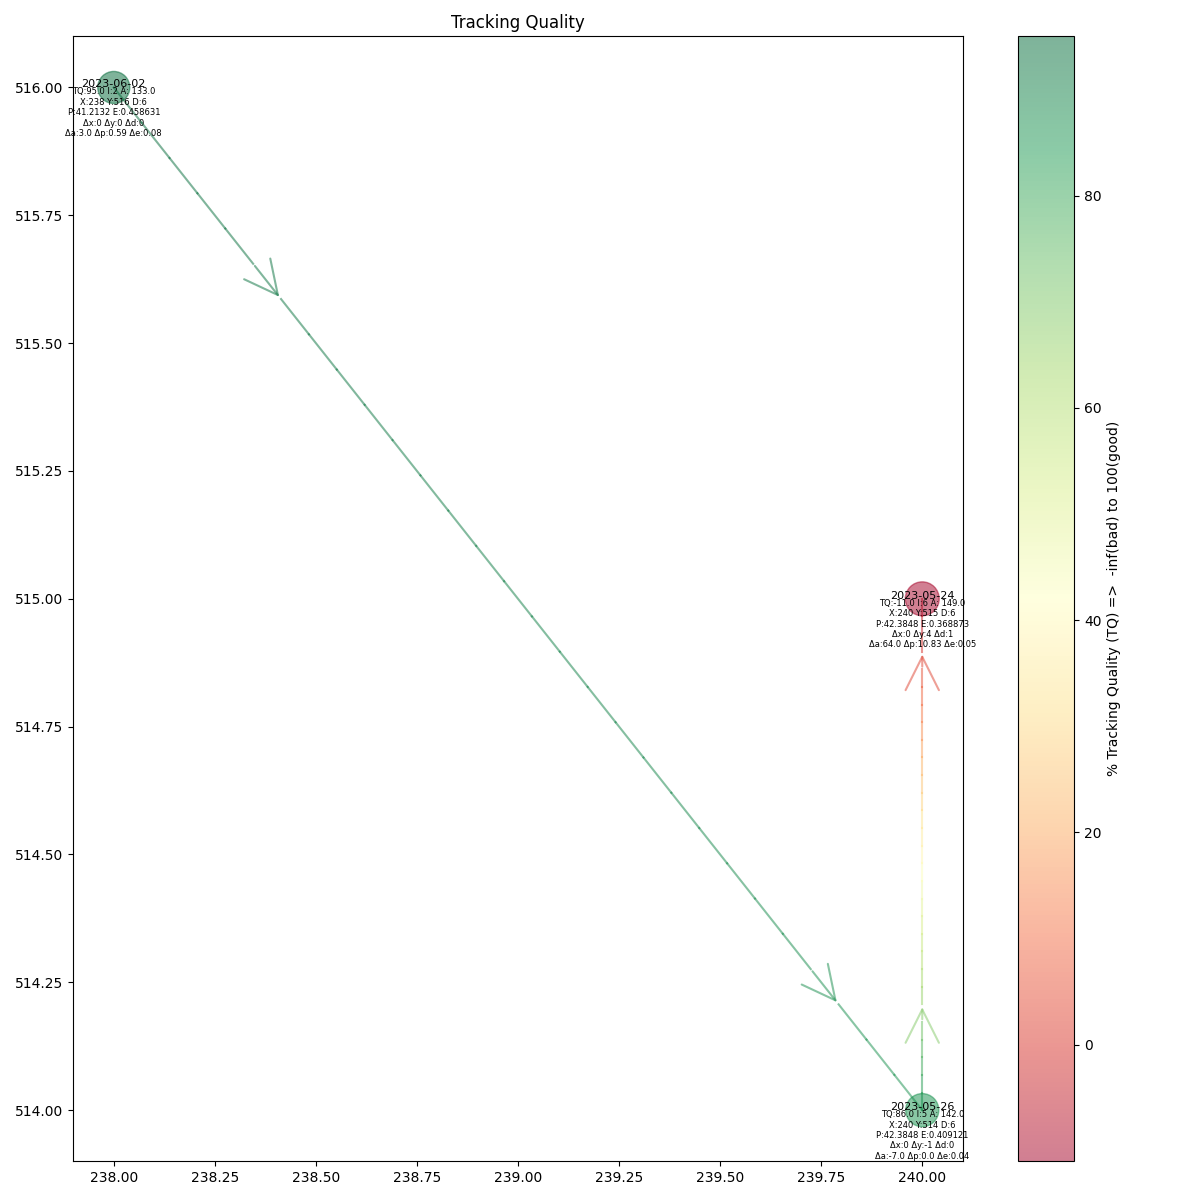 Tracking Quality
516.00
515.75
515.50
515.25
515.00
514.75
514.50
514.25
514.00
238.00
238.25
238.50
238.75
239.00
239.25
239.50
239.75
240.00
2023-06-02
TQ:95.0 I:2 A: 133.0
X:238 Y:516 D:6
P:41.2132 E:0.458631
Δx:0 Δy:0 Δd:0
Δa:3.0 Δp:0.59 Δe:0.08
2023-05-24
TQ:-11.0 I:6 A: 149.0
X:240 Y:515 D:6
P:42.3848 E:0.368873
Δx:0 Δy:4 Δd:1
Δa:64.0 Δp:10.83 Δe:0.05
2023-05-26
TQ:86.0 I:5 A: 142.0
X:240 Y:514 D:6
P:42.3848 E:0.409121
Δx:0 Δy:-1 Δd:0
Δa:-7.0 Δp:0.0 Δe:0.04
80
60
40
20
0
% Tracking Quality (TQ) => -inf(bad) to 100(good)